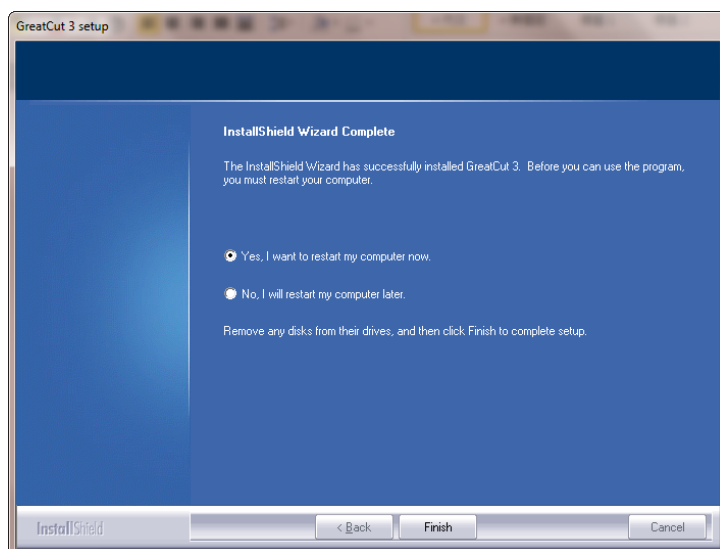 GreatCut 3 setup
InstallShield Wizard Complete
The InstallShield Wizard has successfully installed GreatCut 3.  Before you can use the program,
you must restart your computer.
Yes, I want to restart my computer now.
No, I will restart my computer later.
Remove any disks from their drives, and then click Finish to complete setup.
InstallShield
< Back
Finish
Cancel